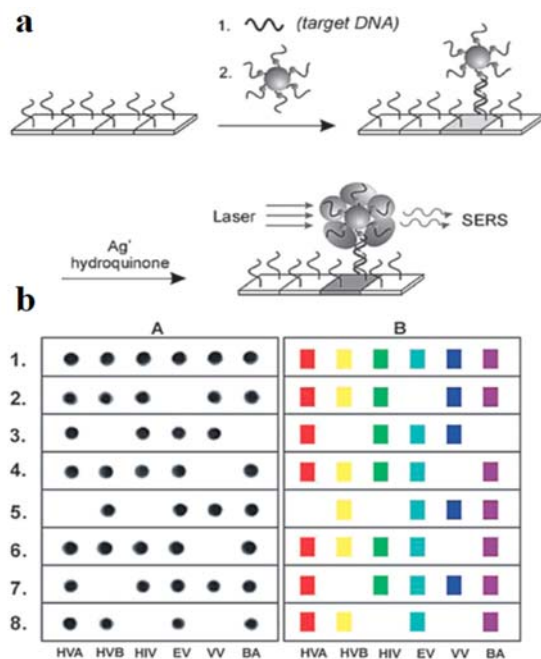 a
1. (target DNA)
2.
Laser
SERS
Ag+
hydroquinone
b
A B
1.
2.
3.
4.
5.
6.
7.
8.
HVA HVB HIV EV VV BA HVA HVB HIV EV VV BA